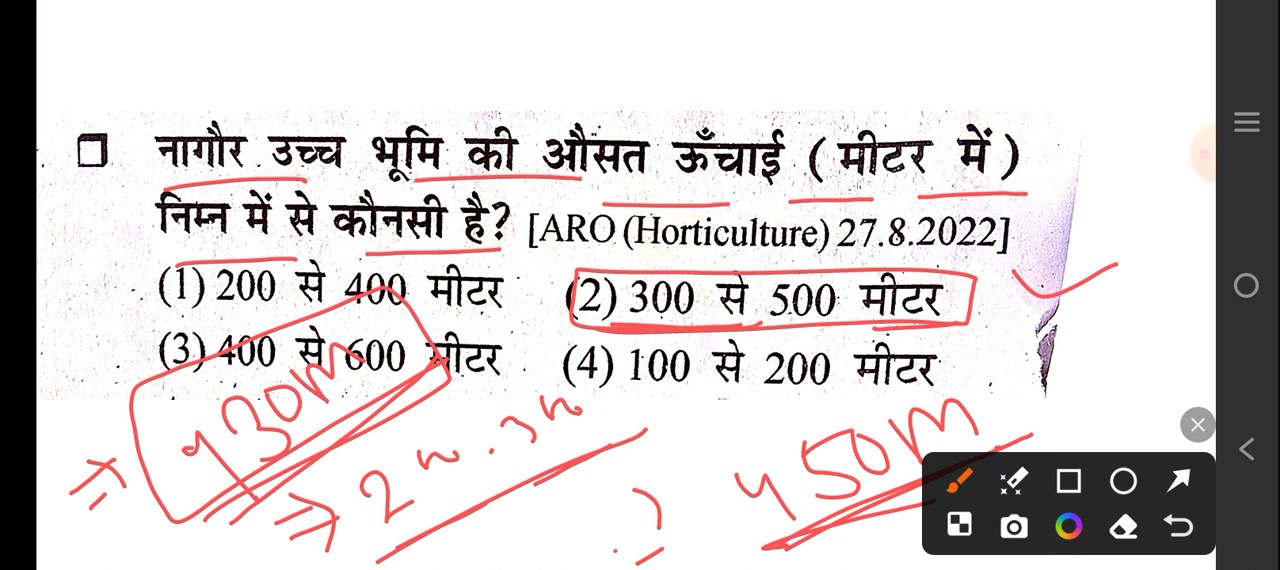 नागौर उच्च भूमि की औसत ऊँचाई ( मीटर में )
निम्न में से कौनसी है? [ARO (Horticulture) 27.8.2022]
(1) 200 से 400 मीटर (2) 300 से 500 मीटर
(3) 400 से 600 मीटर (4) 100 से 200 मीटर
450m